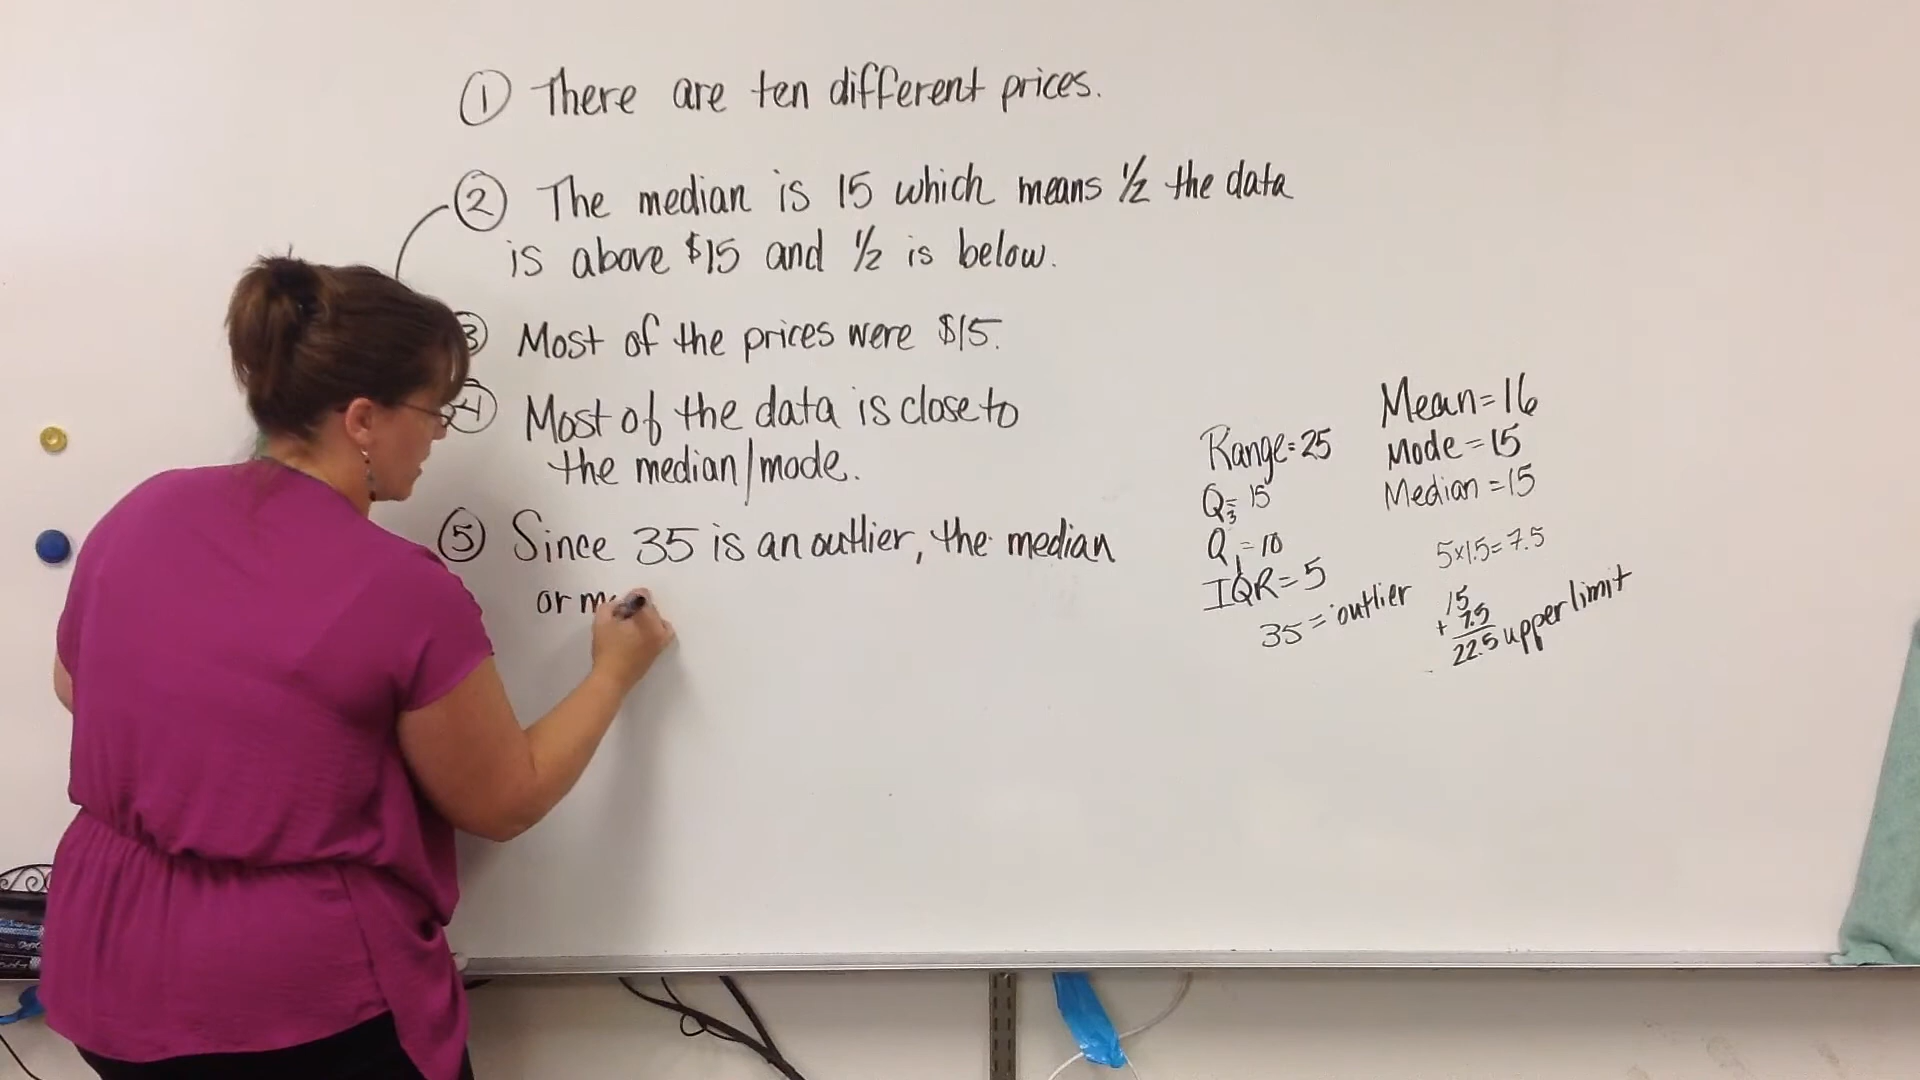 ① There are ten different prices.
② The median is 15 which means ½ the data
is above $15 and ½ is below.
③ Most of the prices were $15.
④ Most of the data is close to
the median/mode.
⑤ Since 35 is an outlier, the median
or
Range=25
Q3=15
Q1=10
IQR=5
35=outlier
Mean=16
Mode=15
Median=15
5x1.5=7.5
15
+ 7.5
22.5 upper limit